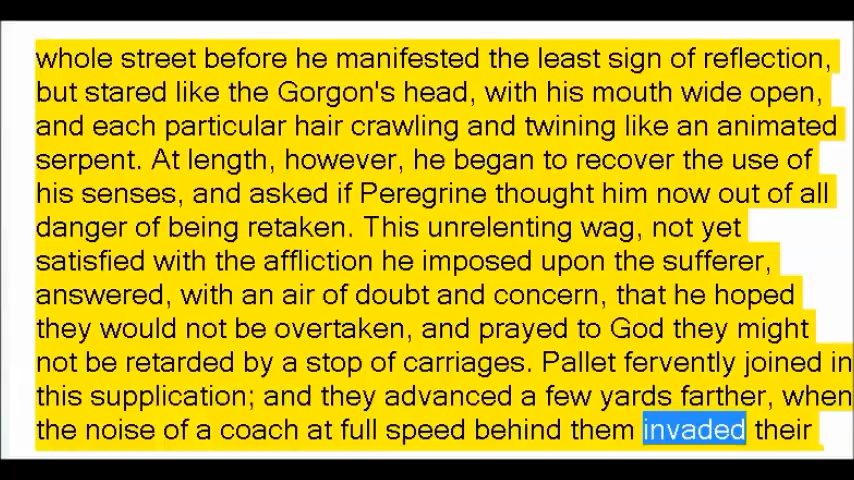 whole street before he manifested the least sign of reflection,
but stared like the Gorgon's head, with his mouth wide open,
and each particular hair crawling and twining like an animated
serpent. At length, however, he began to recover the use of
his senses, and asked if Peregrine thought him now out of all
danger of being retaken. This unrelenting wag, not yet
satisfied with the affliction he imposed upon the sufferer,
answered, with an air of doubt and concern, that he hoped
they would not be overtaken, and prayed to God they might
not be retarded by a stop of carriages. Pallet fervently joined in
this supplication; and they advanced a few yards farther, when
the noise of a coach at full speed behind them invaded their